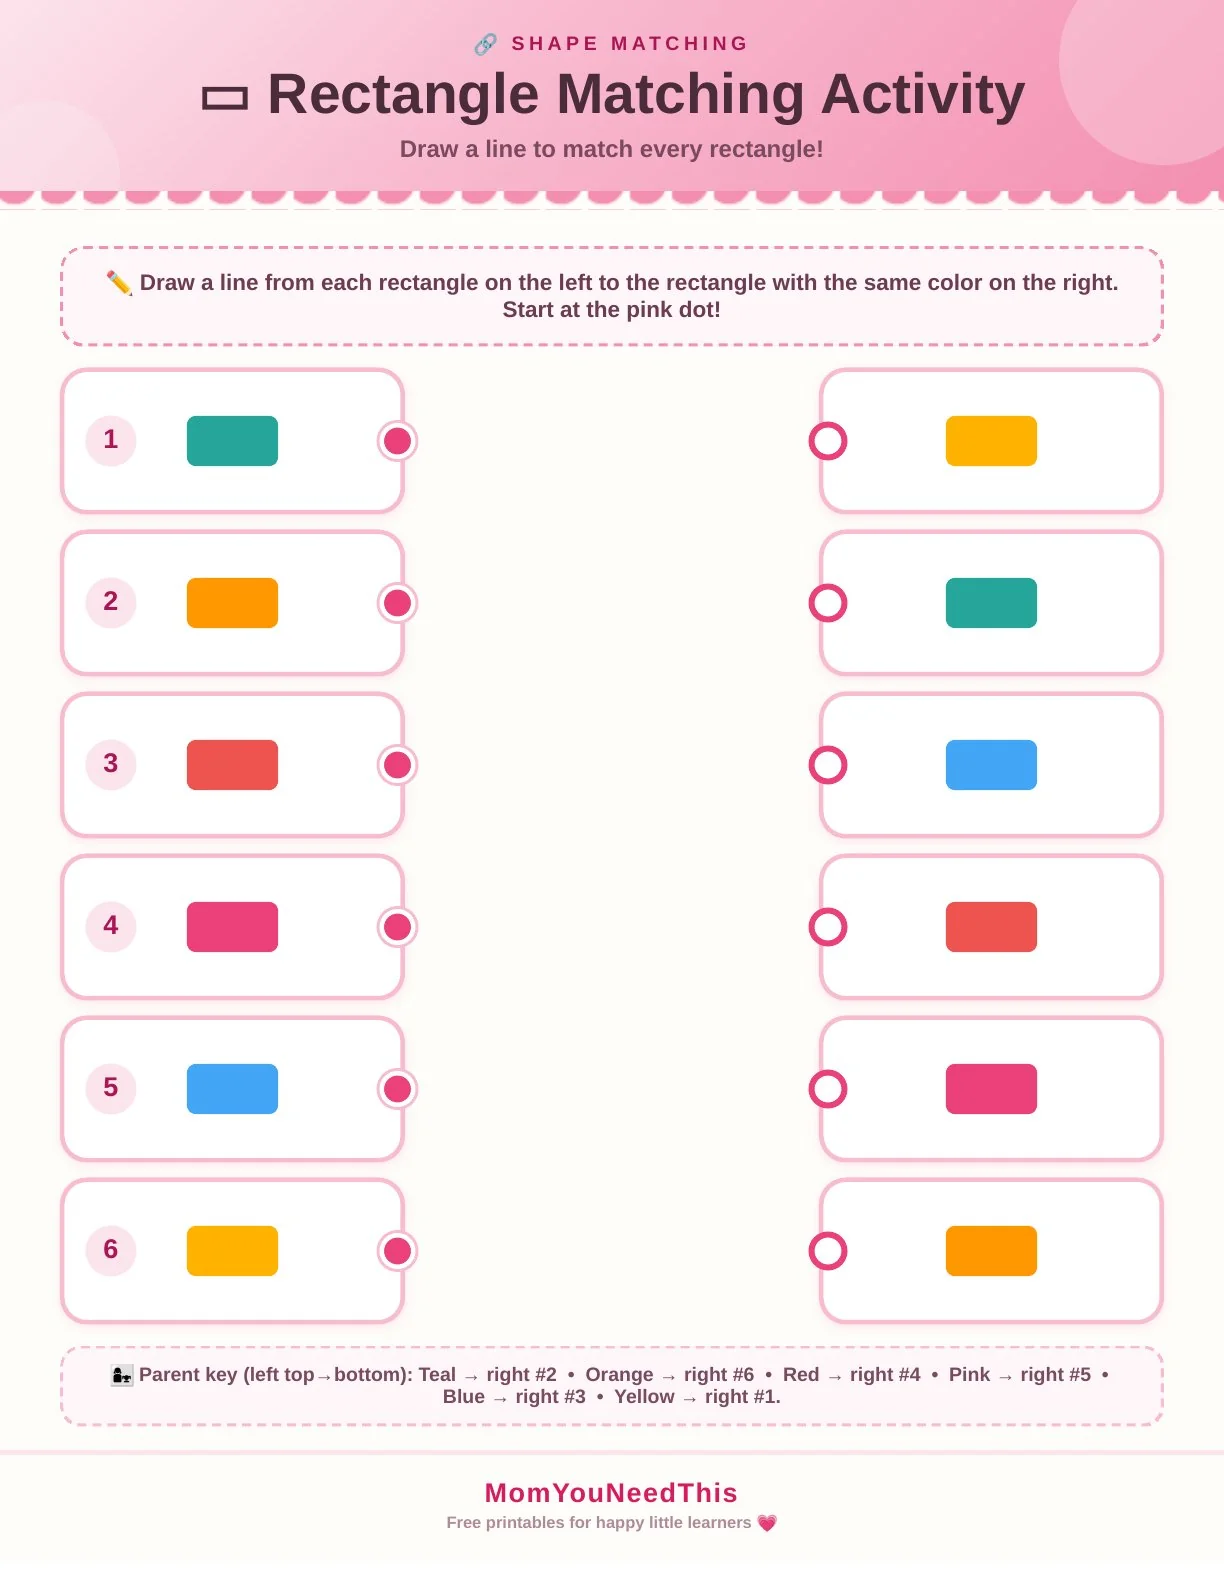 🔗 SHAPE MATCHING
▭ Rectangle Matching Activity
Draw a line to match every rectangle!
✏️ Draw a line from each rectangle on the left to the rectangle with the same color on the right.
Start at the pink dot!
1
2
3
4
5
6
👩‍👧 Parent key (left top→bottom): Teal → right #2 • Orange → right #6 • Red → right #4 • Pink → right #5 •
Blue → right #3 • Yellow → right #1.
MomYouNeedThis
Free printables for happy little learners 💗